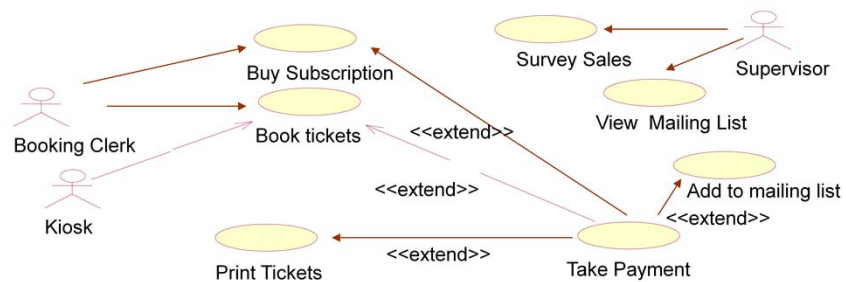 Survey Sales
Supervisor
Buy Subscription
View Mailing List
Booking Clerk
Book tickets
<<extend>>
Kiosk
<<extend>>
Add to mailing list
<<extend>>
Print Tickets
<<extend>>
Take Payment